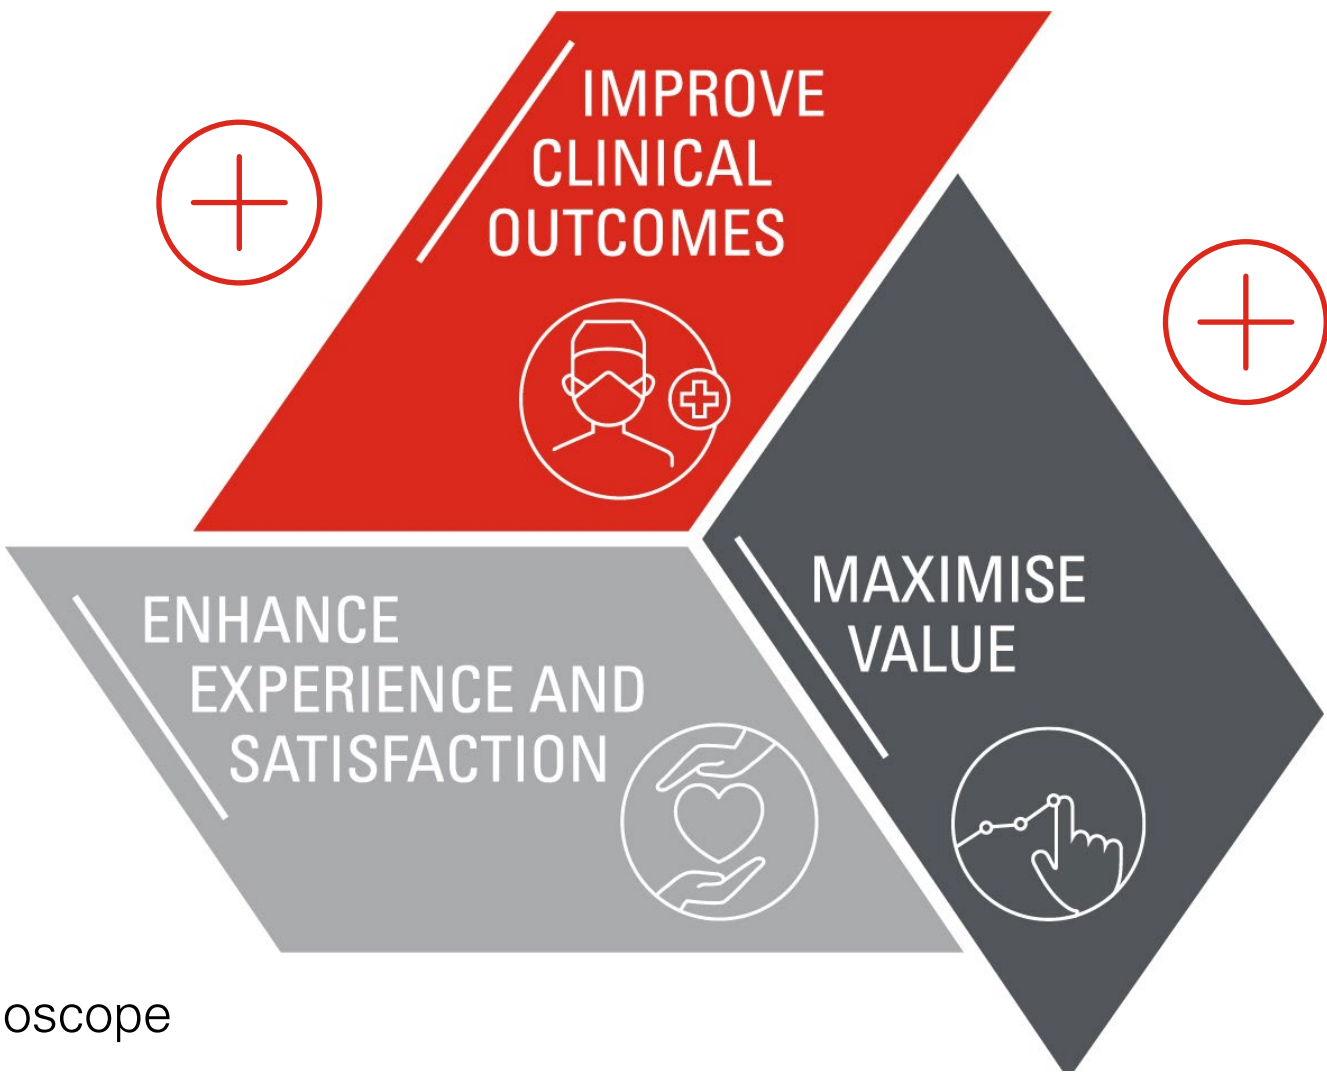 IMPROVE
CLINICAL
OUTCOMES
MAXIMISE
VALUE
ENHANCE
EXPERIENCE AND
SATISFACTION
oscope